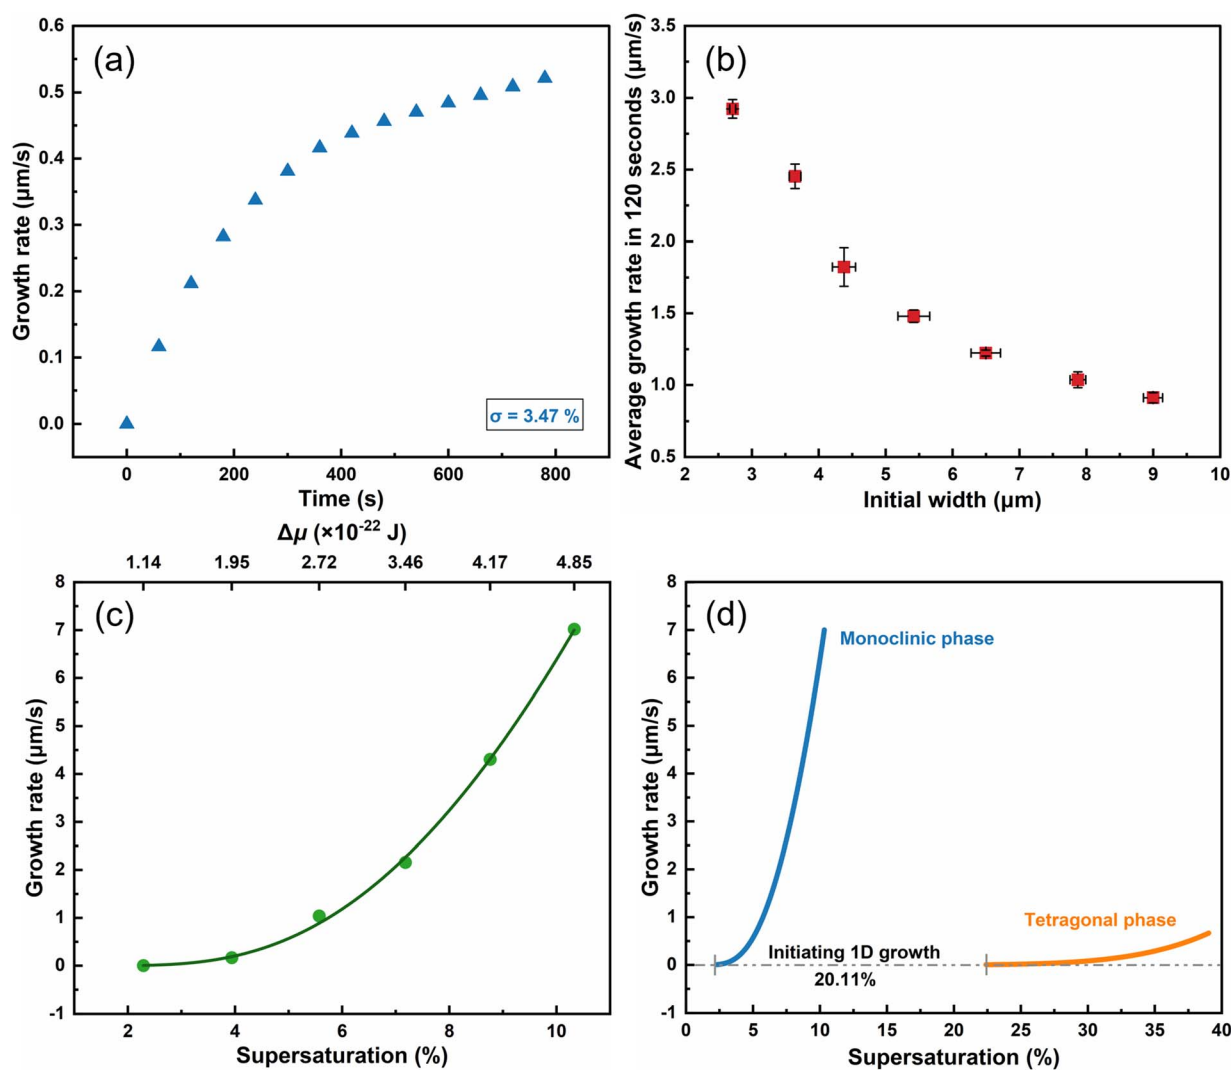 (a)
Growth rate (μm/s)
0.6
0.5
0.4
0.3
0.2
0.1
0.0
σ = 3.47 %
0 200 400 600 800
Time (s)
(b)
Average growth rate in 120 seconds (μm/s)
3.5
3.0
2.5
2.0
1.5
1.0
0.5
2 3 4 5 6 7 8 9 10
Initial width (μm)
Δμ (×10⁻²² J)
1.14 1.95 2.72 3.46 4.17 4.85
(c)
Growth rate (μm/s)
8
7
6
5
4
3
2
1
0
-1
2 4 6 8 10
Supersaturation (%)
(d)
Growth rate (μm/s)
8
7
6
5
4
3
2
1
0
-1
Monoclinic phase
Tetragonal phase
Initiating 1D growth
20.11%
0 5 10 15 20 25 30 35 40
Supersaturation (%)